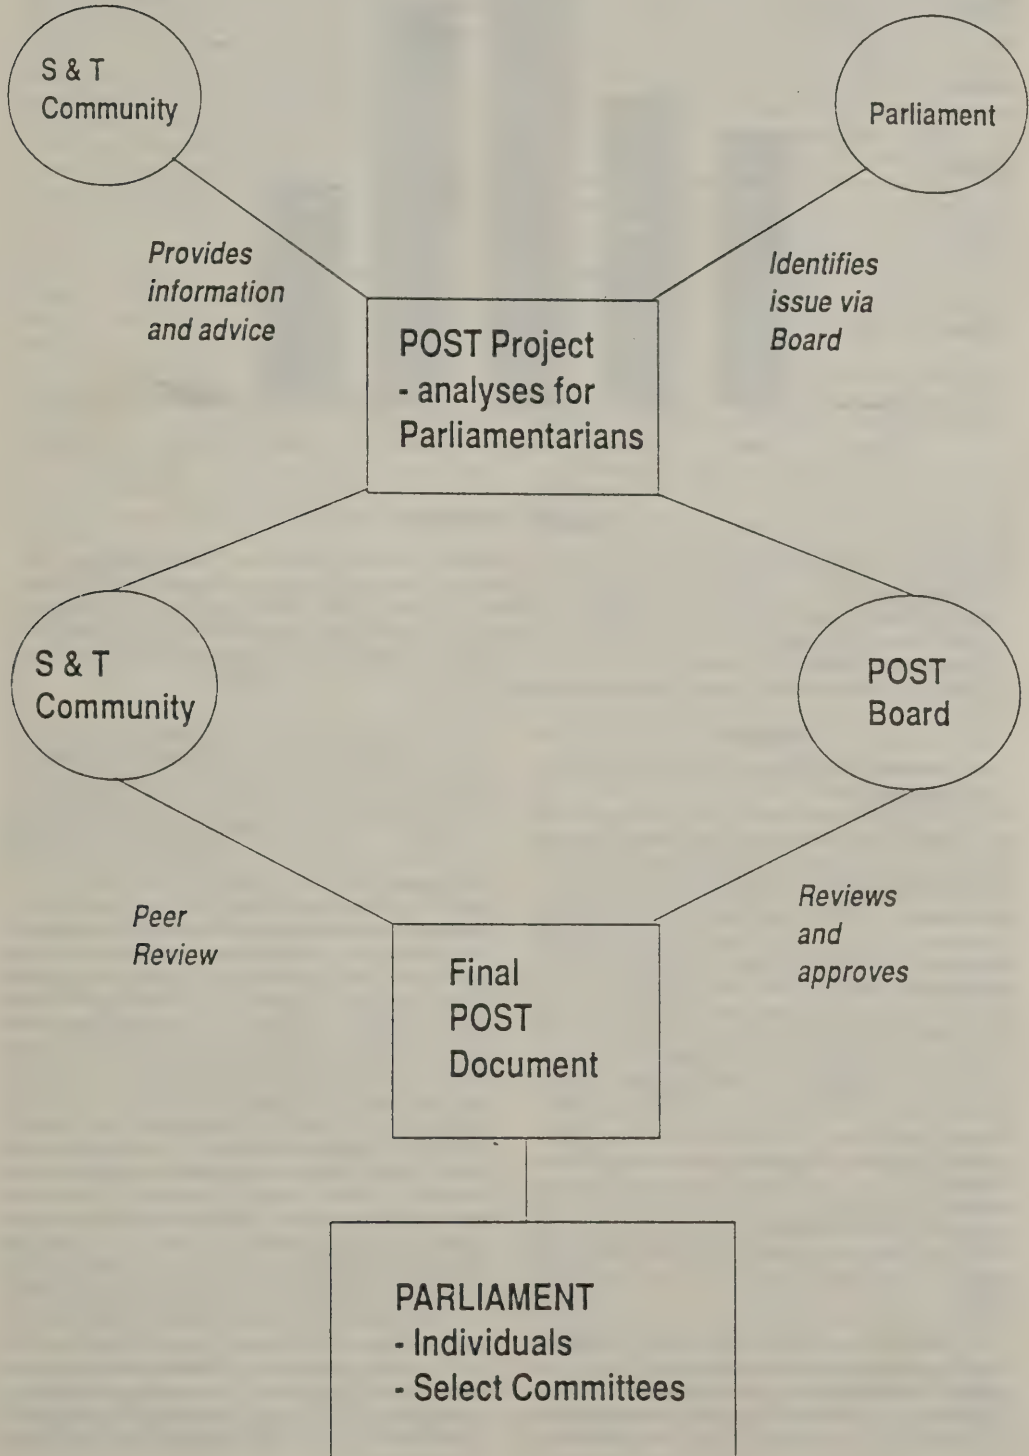 S & T
Community
Parliament
Provides
information
and advice
Identifies
issue via
Board
POST Project
- analyses for
Parliamentarians
S & T
Community
POST
Board
Peer
Review
Reviews
and
approves
Final
POST
Document
PARLIAMENT
- Individuals
- Select Committees